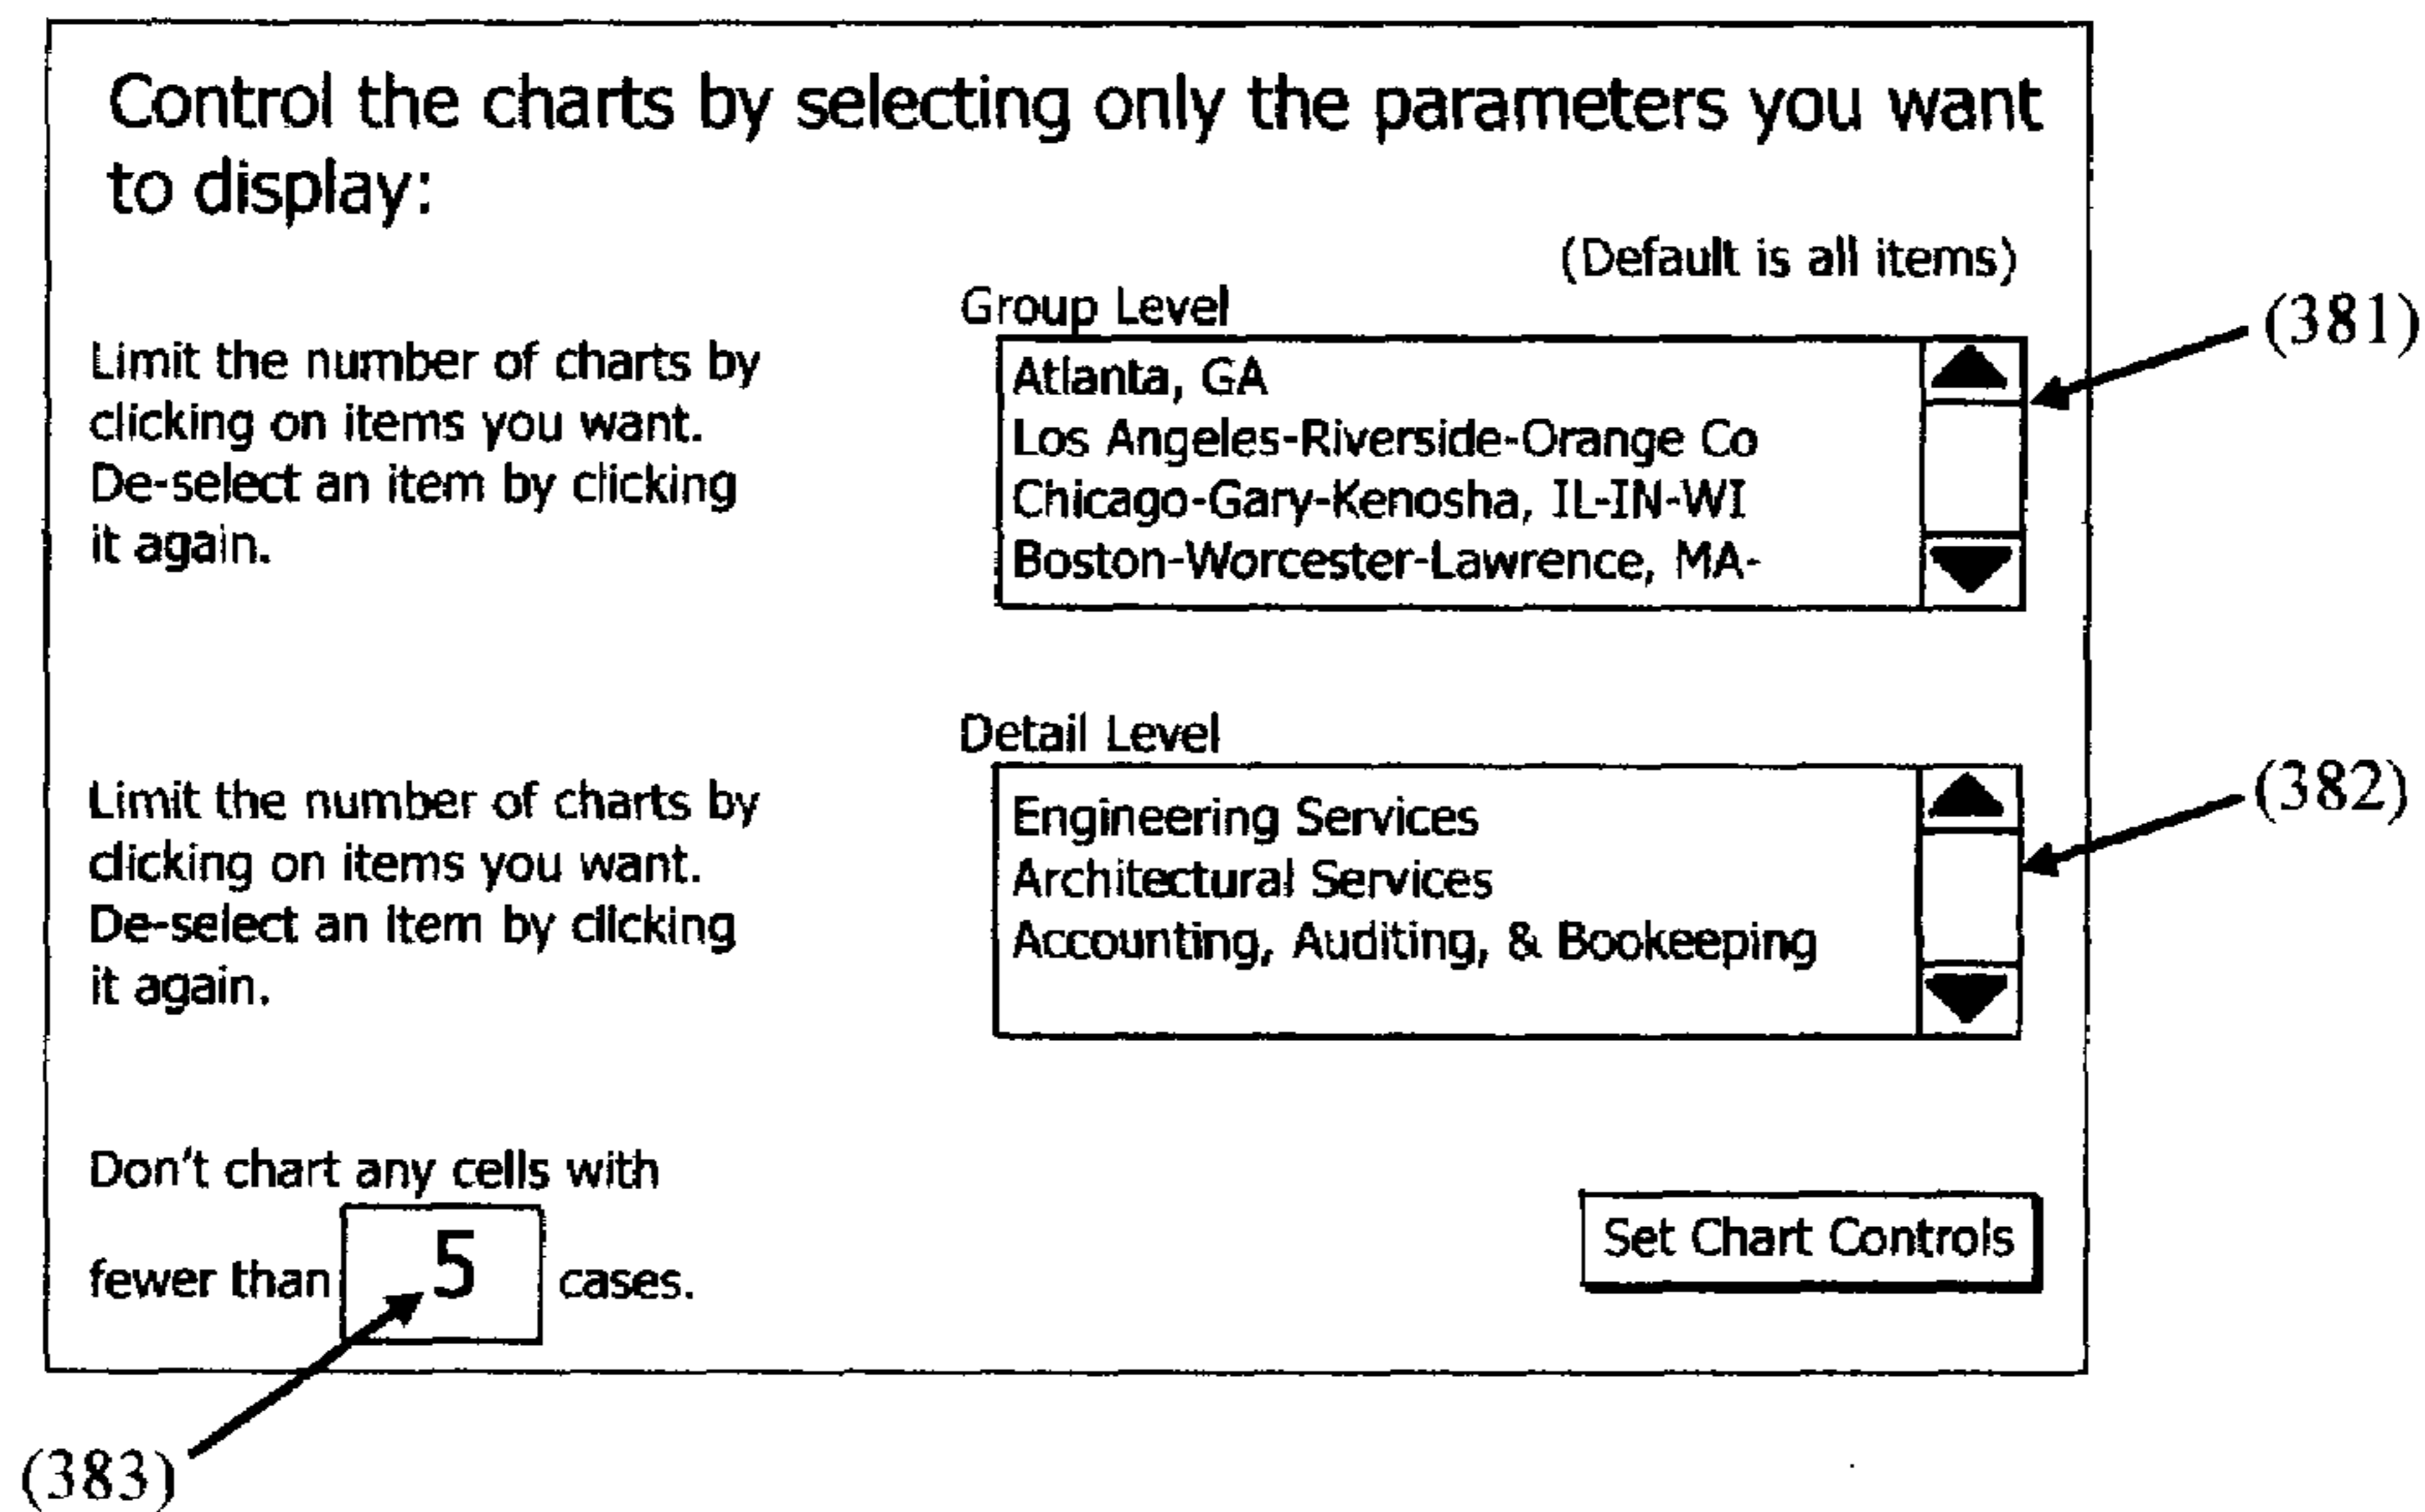 Control the charts by selecting only the parameters you want
to display:
(Default is all items)
Group Level
(381)
Limit the number of charts by
clicking on items you want.
De-select an item by clicking
it again.
Atlanta, GA
Los Angeles-Riverside-Orange Co
Chicago-Gary-Kenosha, IL-IN-WI
Boston-Worcester-Lawrence, MA-
Detail Level
(382)
Limit the number of charts by
clicking on items you want.
De-select an item by clicking
it again.
Engineering Services
Architectural Services
Accounting, Auditing, & Bookeeping
Don't chart any cells with
fewer than 5 cases.
Set Chart Controls
(383)